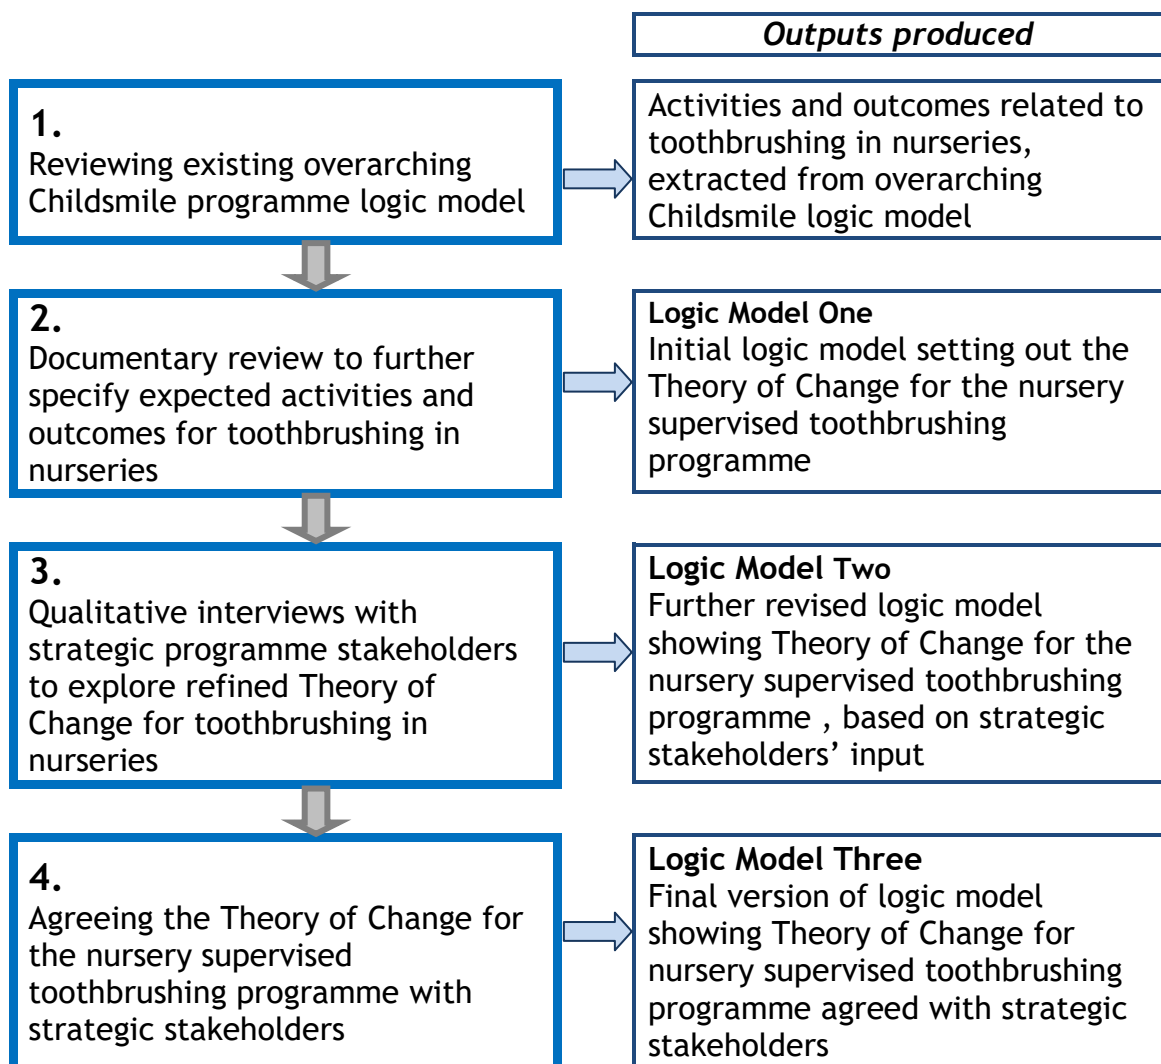 Outputs produced
1.
Reviewing existing overarching
Childsmile programme logic model
Activities and outcomes related to
toothbrushing in nurseries,
extracted from overarching
Childsmile logic model
2.
Documentary review to further
specify expected activities and
outcomes for toothbrushing in
nurseries
Logic Model One
Initial logic model setting out the
Theory of Change for the nursery
supervised toothbrushing
programme
3.
Qualitative interviews with
strategic programme stakeholders
to explore refined Theory of
Change for toothbrushing in
nurseries
Logic Model Two
Further revised logic model
showing Theory of Change for the
nursery supervised toothbrushing
programme , based on strategic
stakeholders’ input
4.
Agreeing the Theory of Change for
the nursery supervised
toothbrushing programme with
strategic stakeholders
Logic Model Three
Final version of logic model
showing Theory of Change for
nursery supervised toothbrushing
programme agreed with strategic
stakeholders